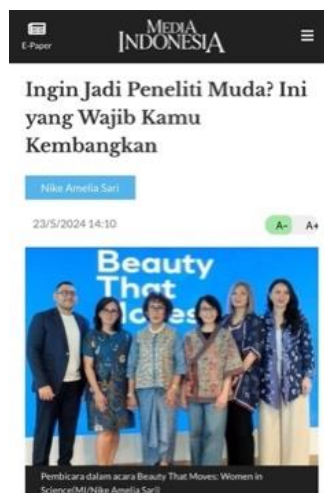 E-Paper
MEDIA
INDONESIA
Ingin Jadi Peneliti Muda? Ini
yang Wajib Kamu
Kembangkan
Nike Amelia Sari
23/5/2024 14:10
A- A+
Beauty
That
Moves
Pembicara dalam acara Beauty That Moves: Women in
Science(MI/Nike Amelia Sari)